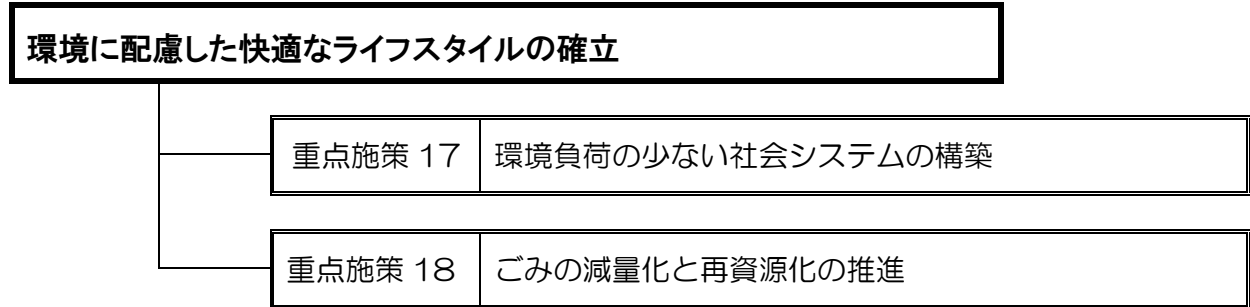 環境に配慮した快適なライフスタイルの確立
重点施策 17 環境負荷の少ない社会システムの構築
重点施策 18 ごみの減量化と再資源化の推進